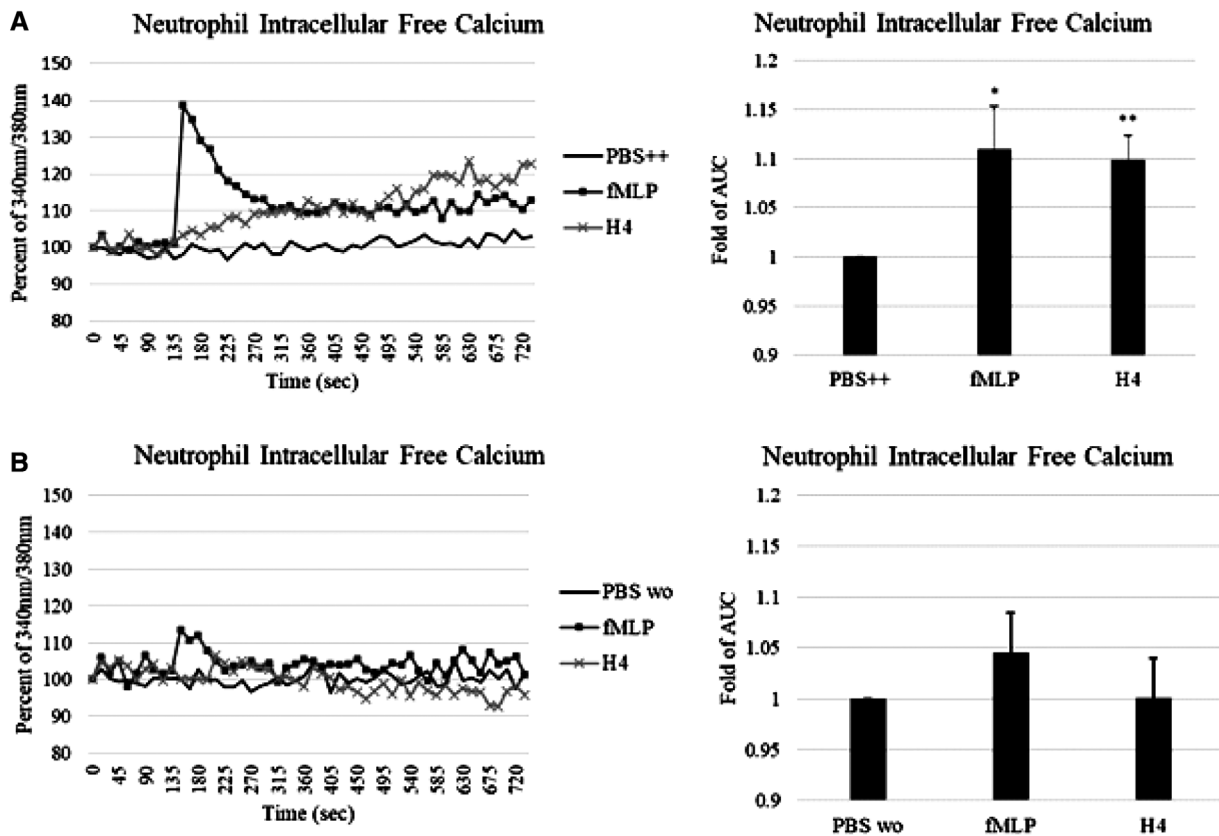 A
Neutrophil Intracellular Free Calcium
Percent of 340nm/380nm
150
140
130
120
110
100
90
80
0 45 90 135 180 225 270 315 360 405 450 495 540 585 630 675 720
Time (sec)
PBS++
fMLP
H4
Neutrophil Intracellular Free Calcium
Fold of AUC
1.2
1.15
1.1
1.05
1
0.95
0.9
*
**
PBS++ fMLP H4
B
Neutrophil Intracellular Free Calcium
Percent of 340nm/380nm
150
140
130
120
110
100
90
80
0 45 90 135 180 225 270 315 360 405 450 495 540 585 630 675 720
Time (sec)
PBS wo
fMLP
H4
Neutrophil Intracellular Free Calcium
Fold of AUC
1.2
1.15
1.1
1.05
1
0.95
0.9
PBS wo fMLP H4